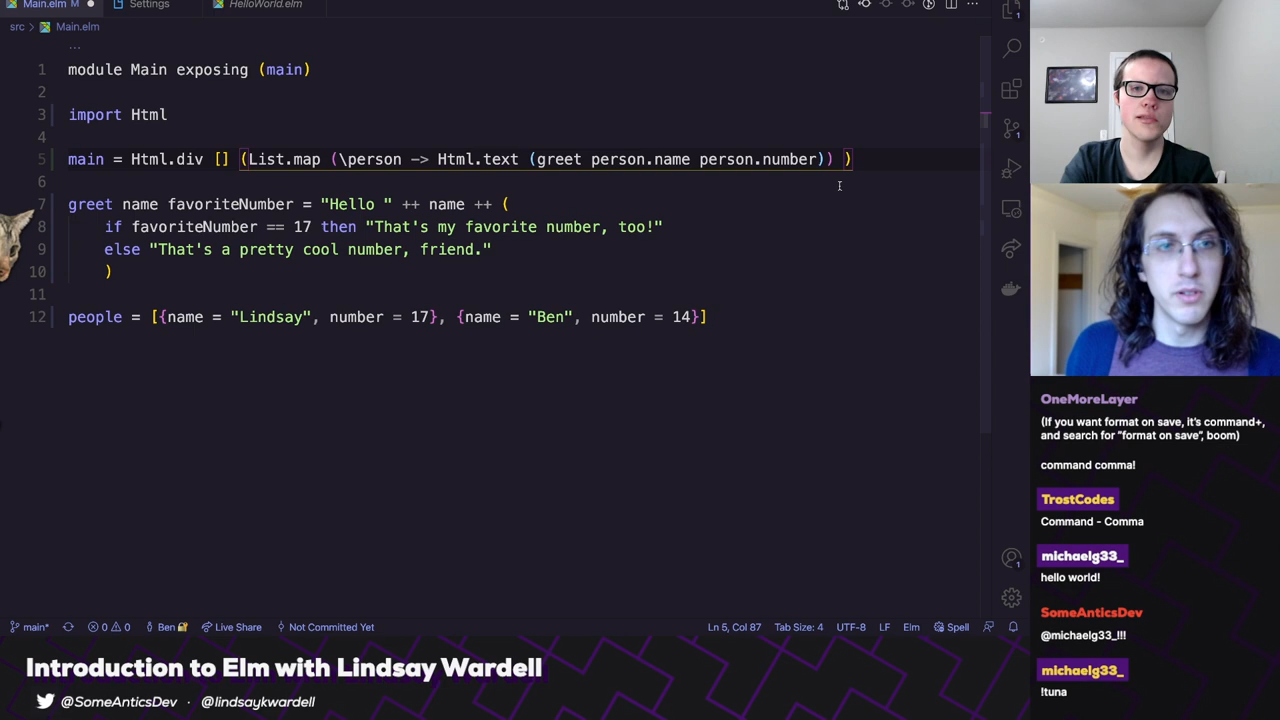 Main.elm M
Settings
HelloWorld.elm
src > Main.elm
...
1 module Main exposing (main)
2
3 import Html
4
5 main = Html.div [] (List.map (\person -> Html.text (greet person.name person.number)) )
6
7 greet name favoriteNumber = "Hello " ++ name ++ (
8 if favoriteNumber == 17 then "That's my favorite number, too!"
9 else "That's a pretty cool number, friend."
10 )
11
12 people = [{name = "Lindsay", number = 17}, {name = "Ben", number = 14}]
OneMoreLayer
(If you want format on save, it's command+,
and search for "format on save", boom)
command comma!
TrostCodes
Command - Comma
michaelg33_
hello world!
SomeAnticsDev
@michaelg33_!!!
michaelg33_
!tuna
main* 0 0 Ben Live Share Not Committed Yet Ln 5, Col 87 Tab Size: 4 UTF-8 LF Elm Spell
Introduction to Elm with Lindsay Wardell
@SomeAnticsDev · @lindsaykwardell